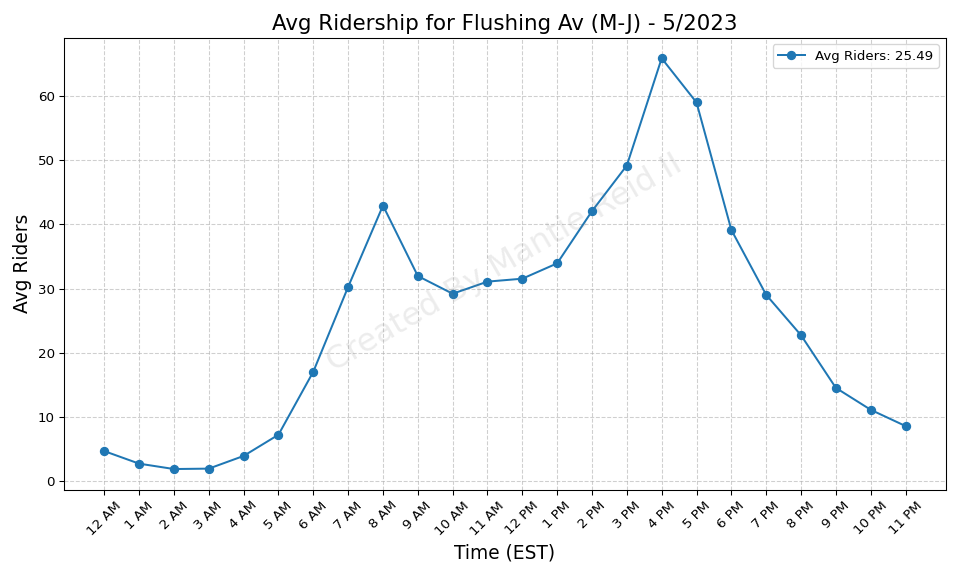 Avg Ridership for Flushing Av (M-J) - 5/2023
Avg Riders: 25.49
Avg Riders
60
50
40
30
20
10
0
Created By Mantie Reid II
12 AM
1 AM
2 AM
3 AM
4 AM
5 AM
6 AM
7 AM
8 AM
9 AM
10 AM
11 AM
12 PM
1 PM
2 PM
3 PM
4 PM
5 PM
6 PM
7 PM
8 PM
9 PM
10 PM
11 PM
Time (EST)